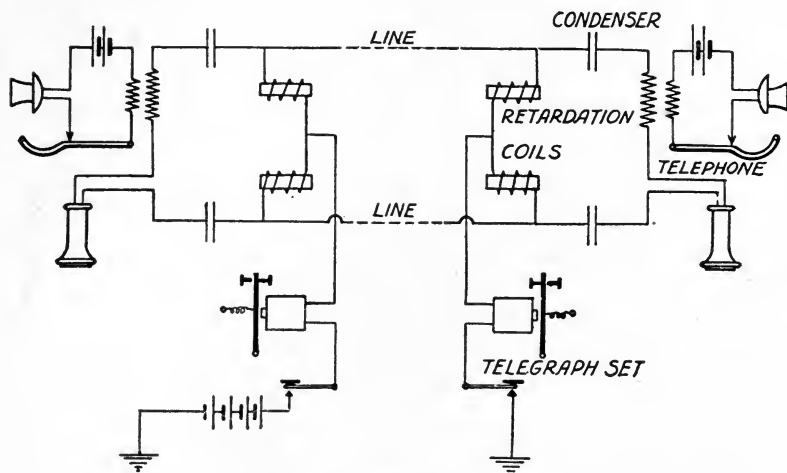 CONDENSER
LINE
RETARDATION
COILS
TELEPHONE
LINE
TELEGRAPH SET